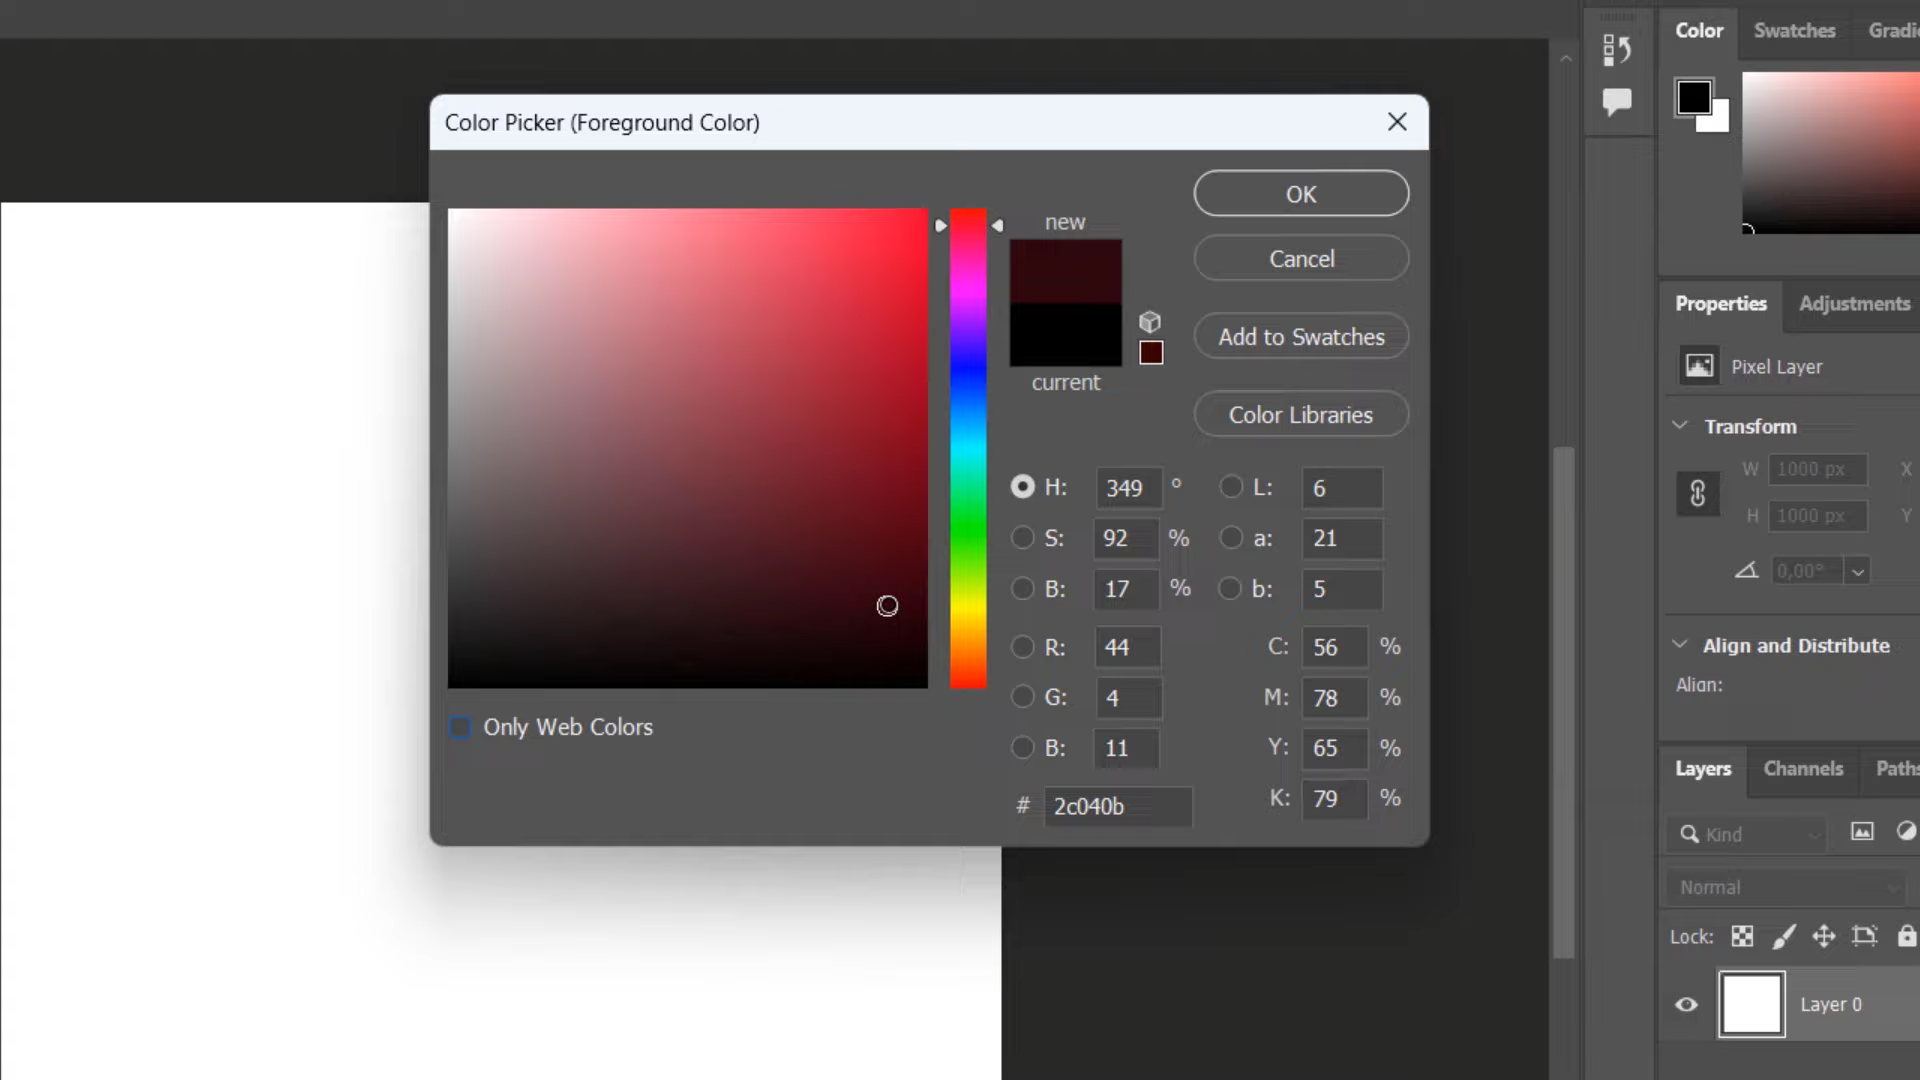 Color Swatches
Color Picker (Foreground Color)
OK
new
Cancel
Add to Swatches
current
Color Libraries
H: 349 ° L: 6
S: 92 % a: 21
B: 17 % b: 5
R: 44 C: 56 %
G: 4 M: 78 %
B: 11 Y: 65 %
# 2c040b K: 79 %
Only Web Colors
Properties Adjustments
Pixel Layer
Transform
W 1000 px X
H 1000 px Y
0,00°
Align and Distribute
Align:
Layers Channels Paths
Kind
Normal
Lock:
Layer 0